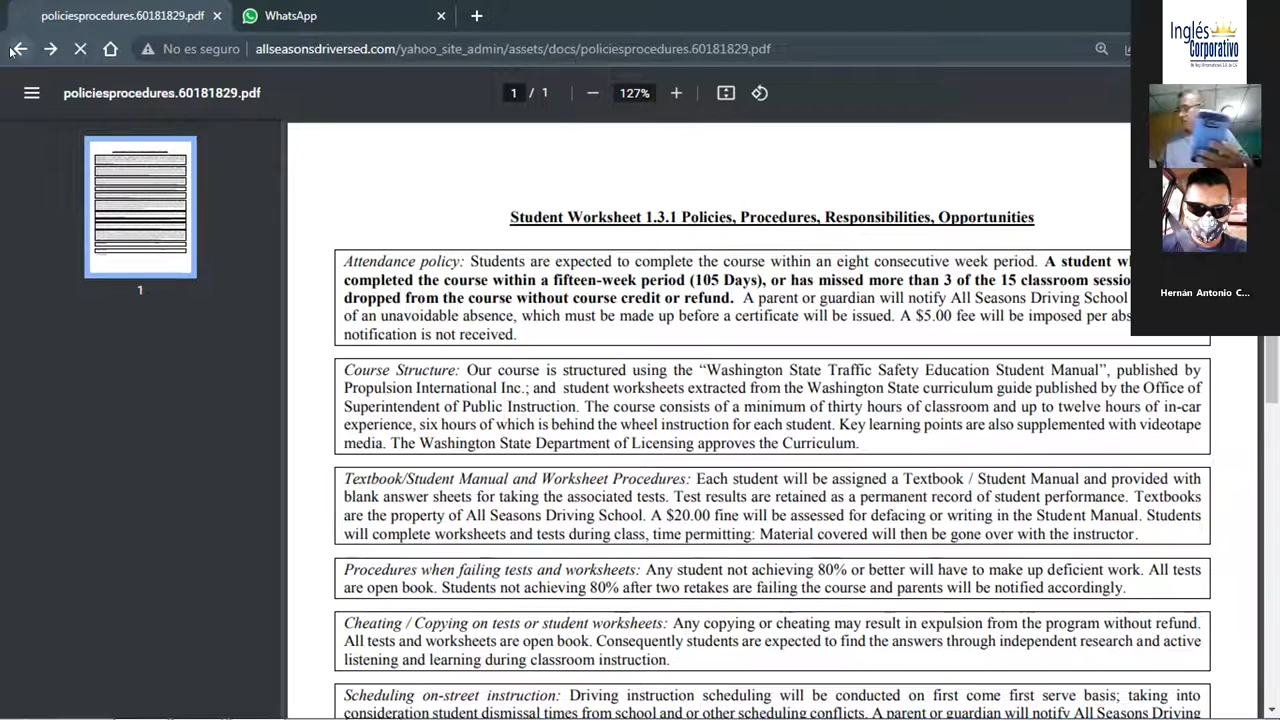 policiesprocedures.60181829.pdf
WhatsApp
No es seguro
allseasonsdriversed.com/yahoo_site_admin/assets/docs/policiesprocedures.60181829.pdf
policiesprocedures.60181829.pdf
1 / 1
127%
Inglés
Corporativo
Hernán Antonio C...
1
Student Worksheet 1.3.1 Policies, Procedures, Responsibilities, Opportunities
Attendance policy: Students are expected to complete the course within an eight consecutive week period. A student wh
completed the course within a fifteen-week period (105 Days), or has missed more than 3 of the 15 classroom sessio
dropped from the course without course credit or refund. A parent or guardian will notify All Seasons Driving School
of an unavoidable absence, which must be made up before a certificate will be issued. A $5.00 fee will be imposed per abs
notification is not received.
Course Structure: Our course is structured using the “Washington State Traffic Safety Education Student Manual”, published by
Propulsion International Inc.; and student worksheets extracted from the Washington State curriculum guide published by the Office of
Superintendent of Public Instruction. The course consists of a minimum of thirty hours of classroom and up to twelve hours of in-car
experience, six hours of which is behind the wheel instruction for each student. Key learning points are also supplemented with videotape
media. The Washington State Department of Licensing approves the Curriculum.
Textbook/Student Manual and Worksheet Procedures: Each student will be assigned a Textbook / Student Manual and provided with
blank answer sheets for taking the associated tests. Test results are retained as a permanent record of student performance. Textbooks
are the property of All Seasons Driving School. A $20.00 fine will be assessed for defacing or writing in the Student Manual. Students
will complete worksheets and tests during class, time permitting: Material covered will then be gone over with the instructor.
Procedures when failing tests and worksheets: Any student not achieving 80% or better will have to make up deficient work. All tests
are open book. Students not achieving 80% after two retakes are failing the course and parents will be notified accordingly.
Cheating / Copying on tests or student worksheets: Any copying or cheating may result in expulsion from the program without refund.
All tests and worksheets are open book. Consequently students are expected to find the answers through independent research and active
listening and learning during classroom instruction.
Scheduling on-street instruction: Driving instruction scheduling will be conducted on first come first serve basis; taking into
consideration student dismissal times from school and or other scheduling conflicts. A parent or guardian will notify All Seasons Driving